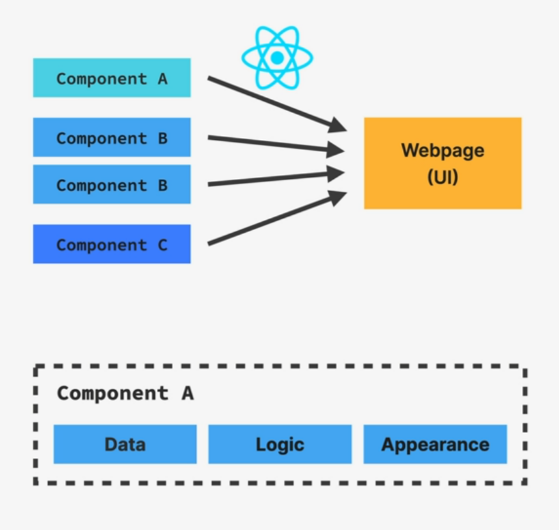 Component A
Component B
Component B
Component C
Webpage
(UI)
Component A
Data
Logic
Appearance